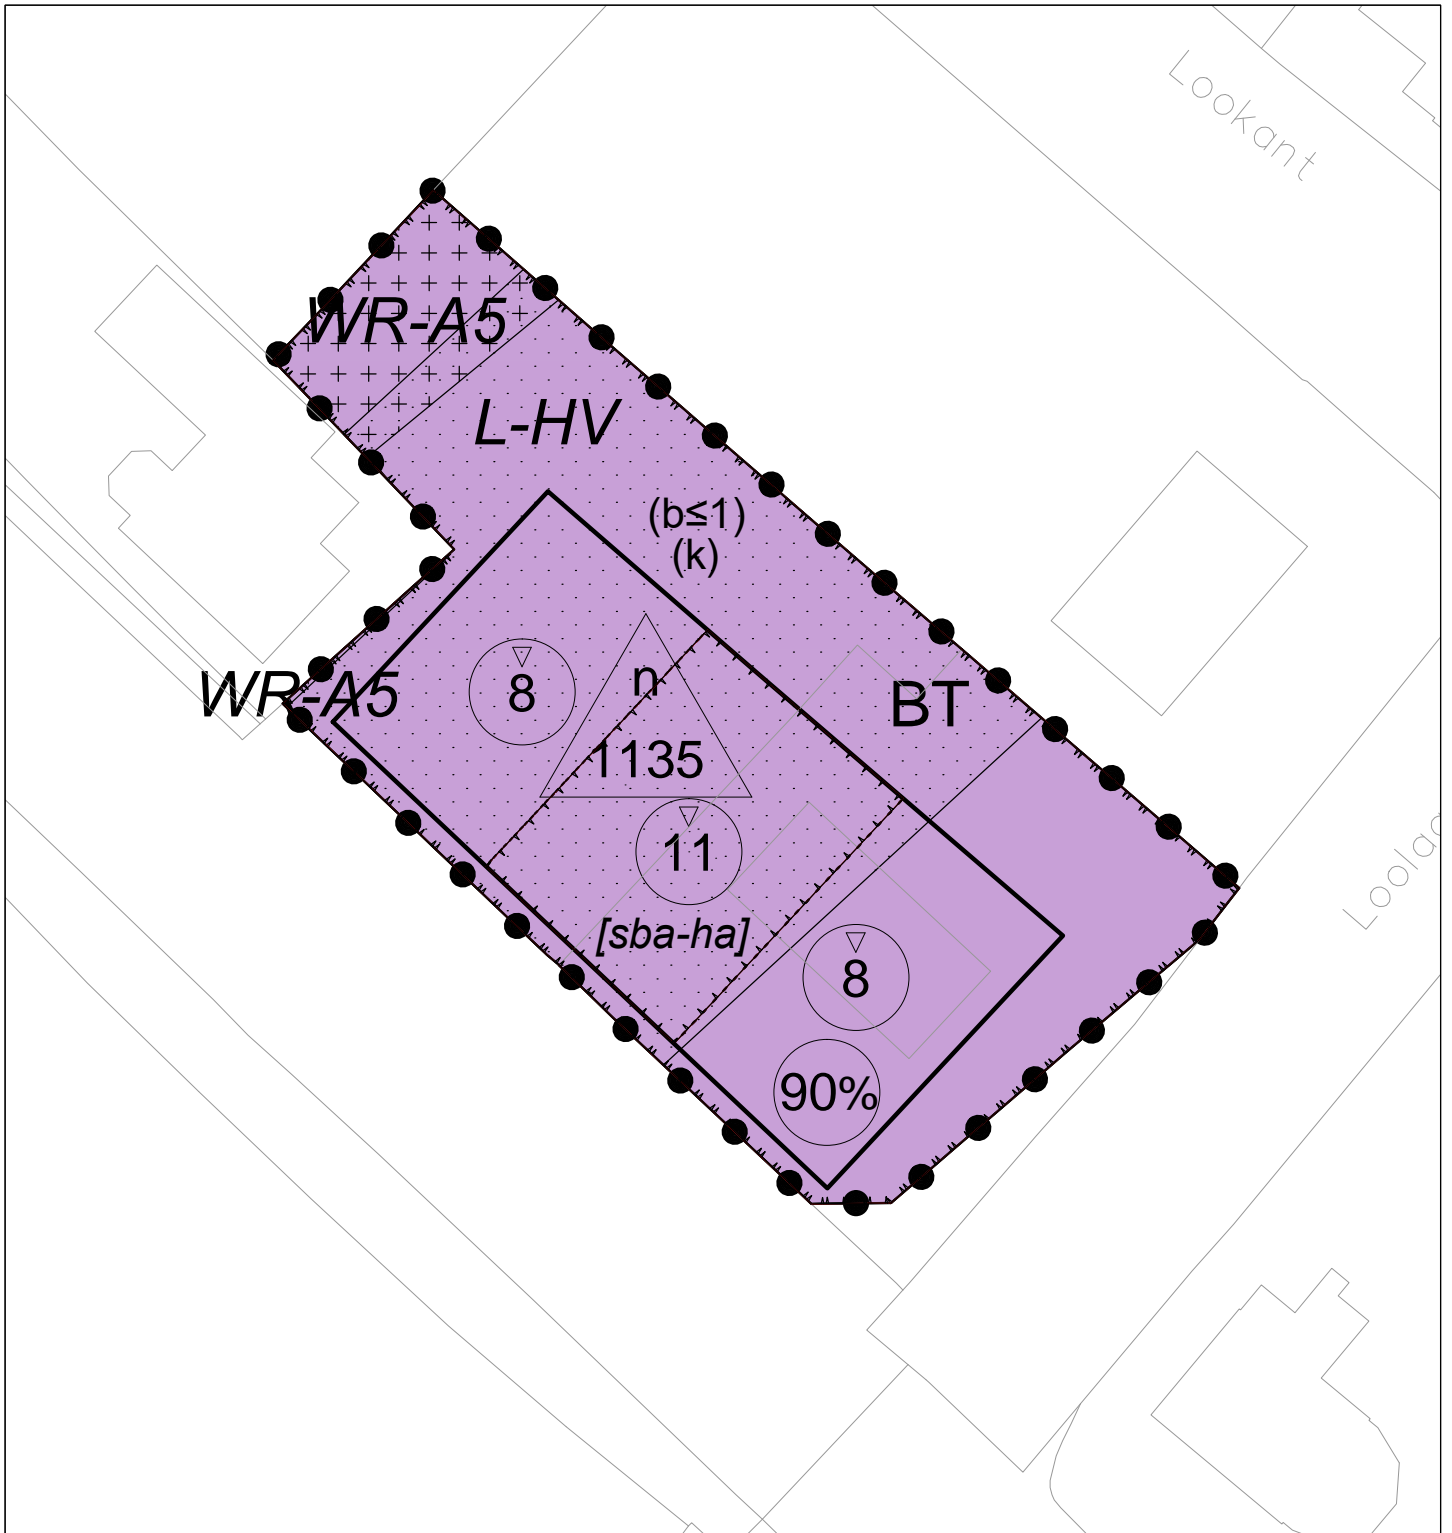 Lookant
WR-A5
L-HV
(b≤1)
(k)
WR-A5
n
8
BT
1135
11
[sba-ha]
8
90%